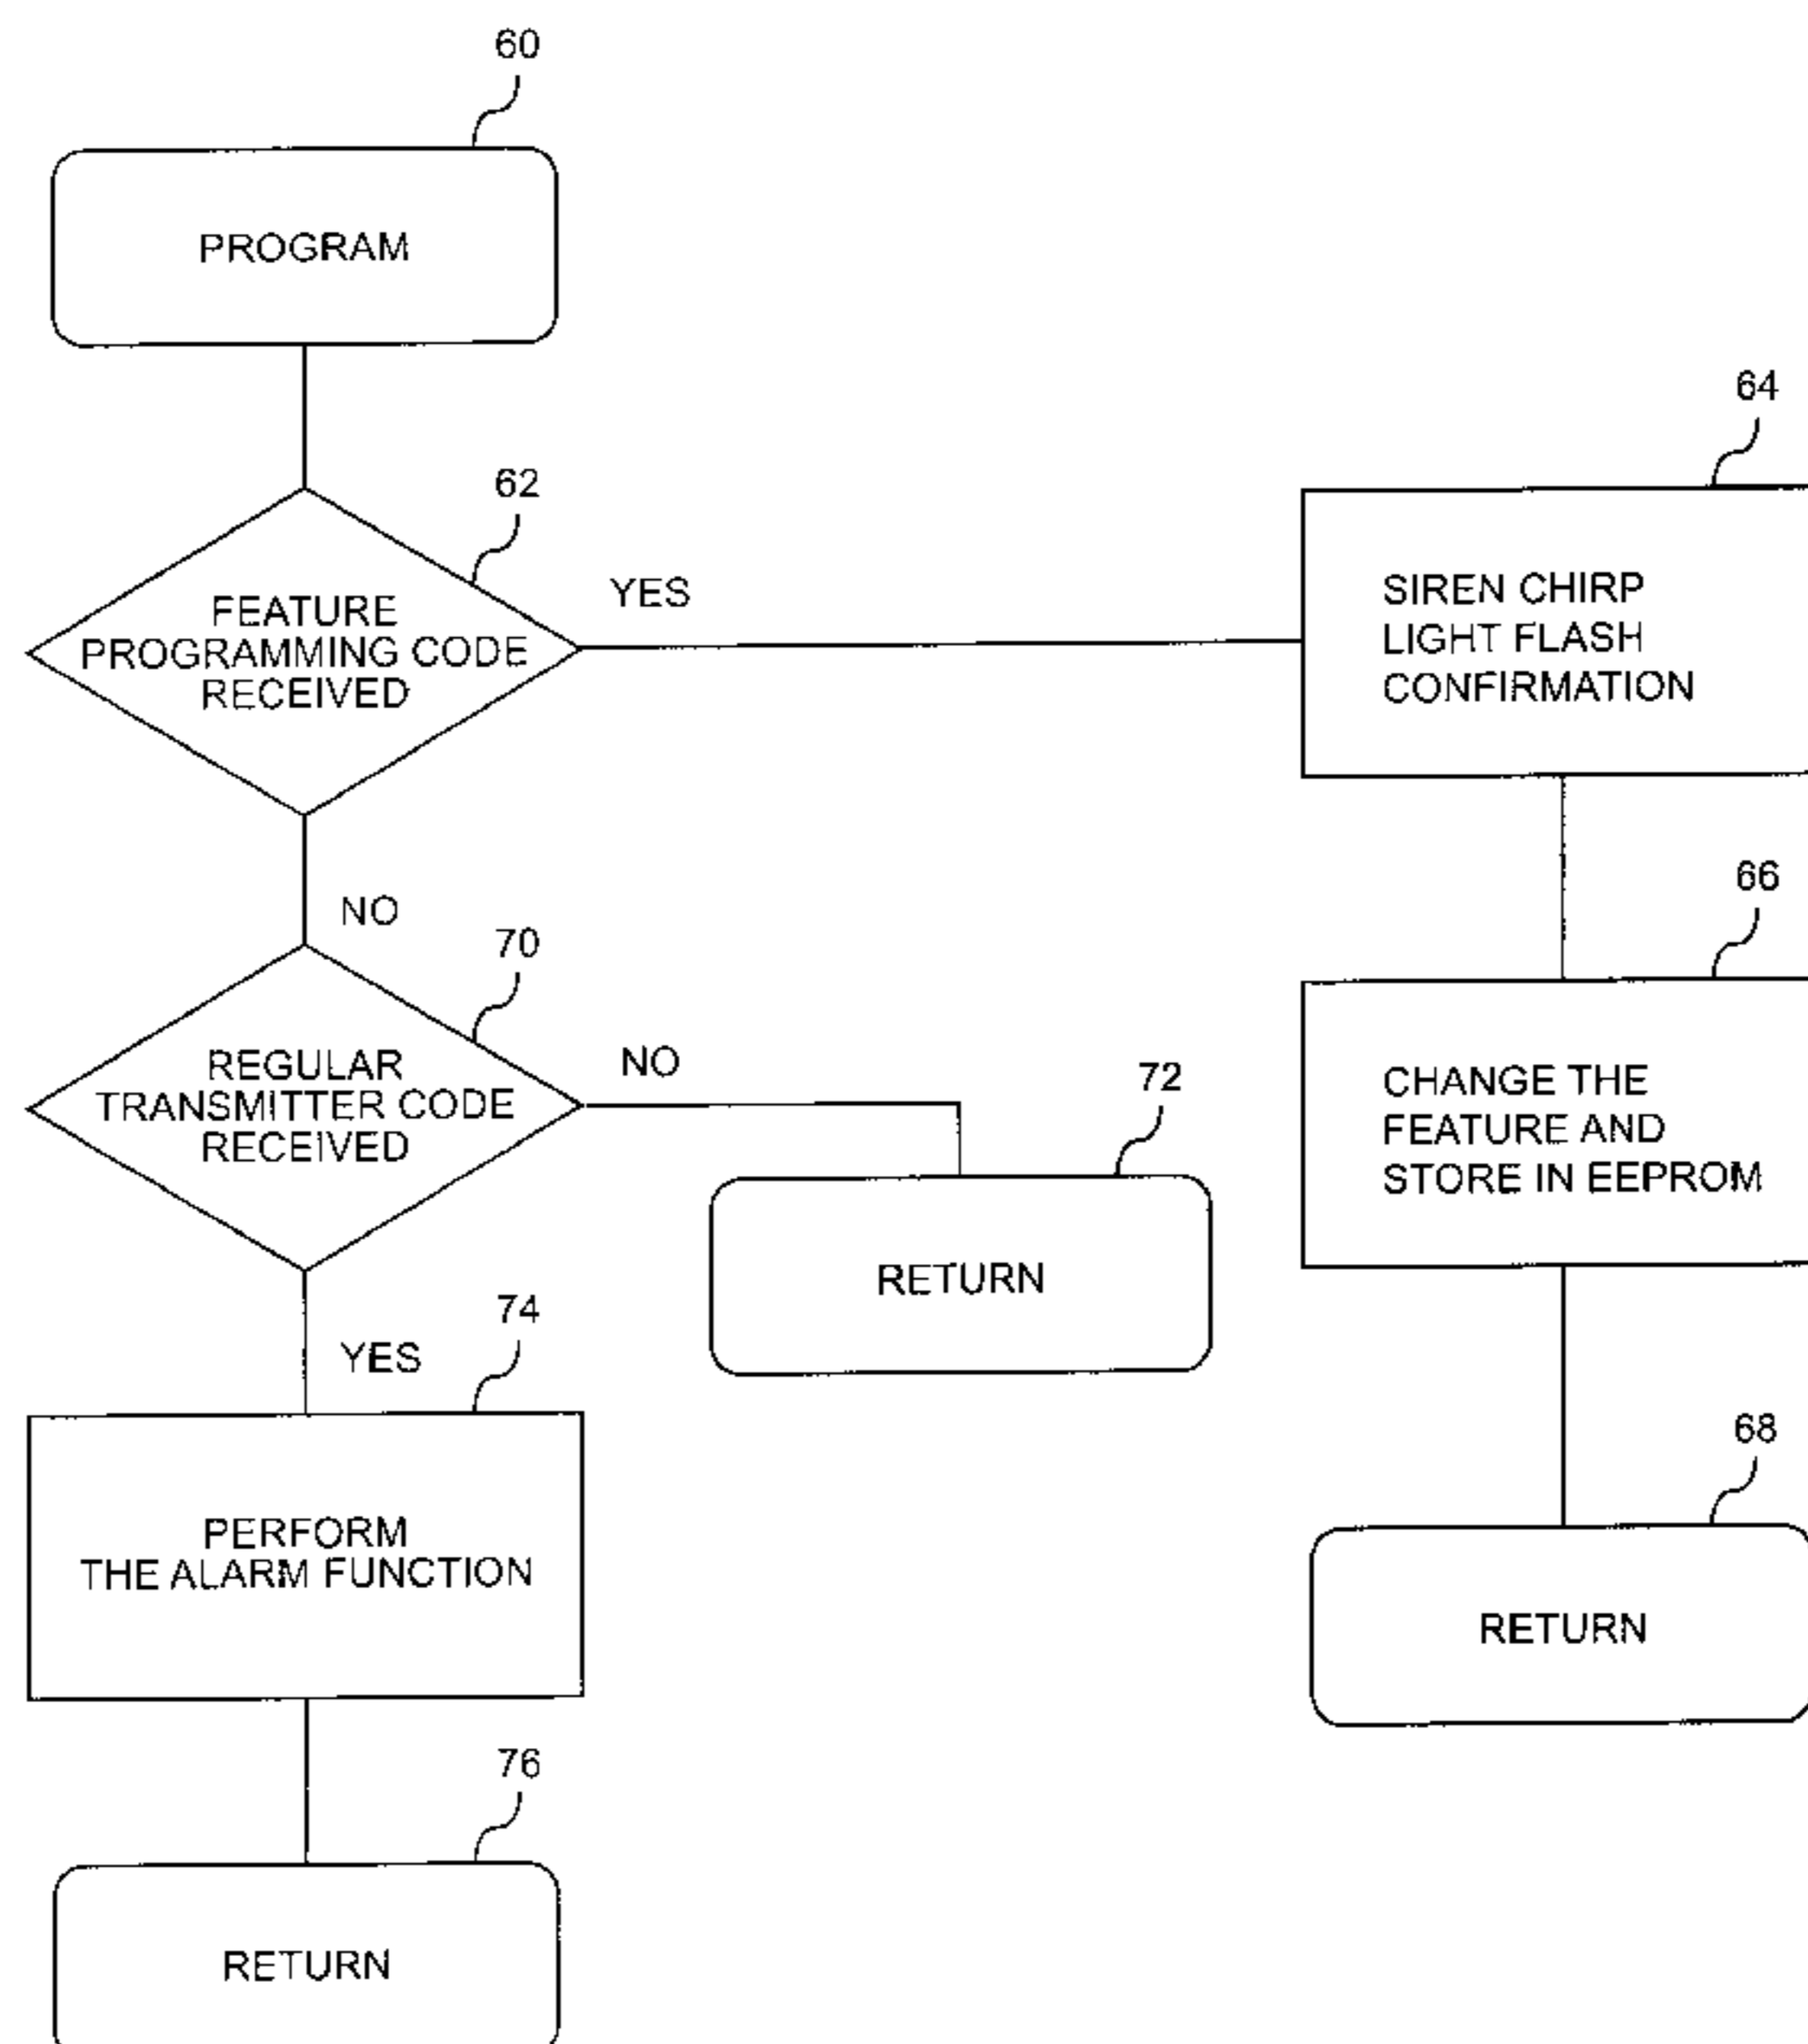 60
PROGRAM
62
FEATURE
PROGRAMMING CODE
RECEIVED
YES
64
SIREN CHIRP
LIGHT FLASH
CONFIRMATION
66
CHANGE THE
FEATURE AND
STORE IN EEPROM
68
RETURN
NO
70
REGULAR
TRANSMITTER CODE
RECEIVED
NO
72
RETURN
YES
74
PERFORM
THE ALARM FUNCTION
76
RETURN